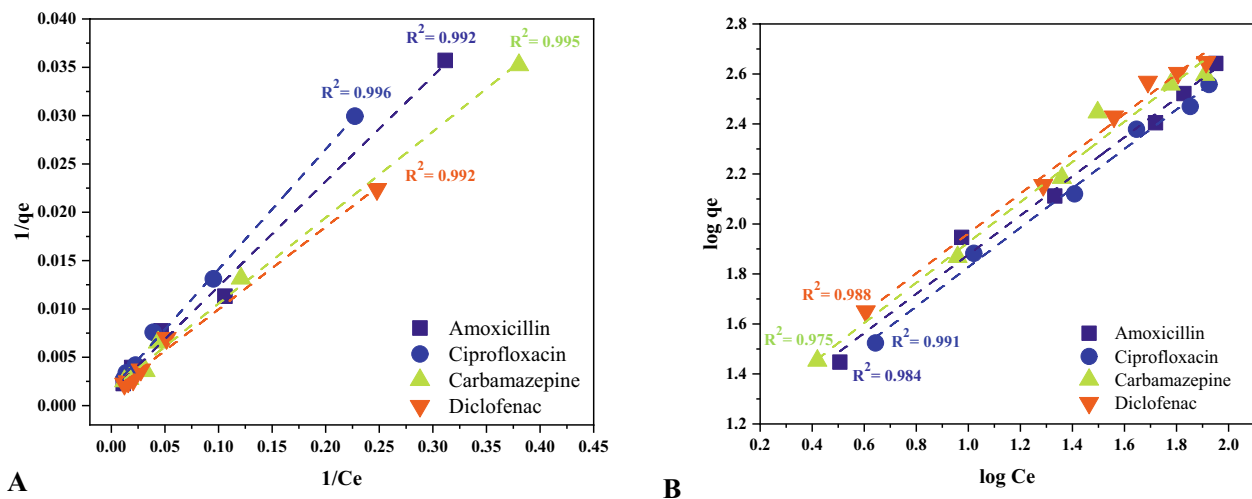 0.040
0.035
0.030
0.025
0.020
0.015
0.010
0.005
0.000
1/qe
R² = 0.992
R² = 0.995
R² = 0.996
R² = 0.992
Amoxicillin
Ciprofloxacin
Carbamazepine
Diclofenac
0.00 0.05 0.10 0.15 0.20 0.25 0.30 0.35 0.40 0.45
1/Ce
A
2.8
2.6
2.4
2.2
2.0
1.8
1.6
1.4
1.2
log qe
R² = 0.988
R² = 0.975
R² = 0.991
R² = 0.984
Amoxicillin
Ciprofloxacin
Carbamazepine
Diclofenac
0.2 0.4 0.6 0.8 1.0 1.2 1.4 1.6 1.8 2.0
log Ce
B